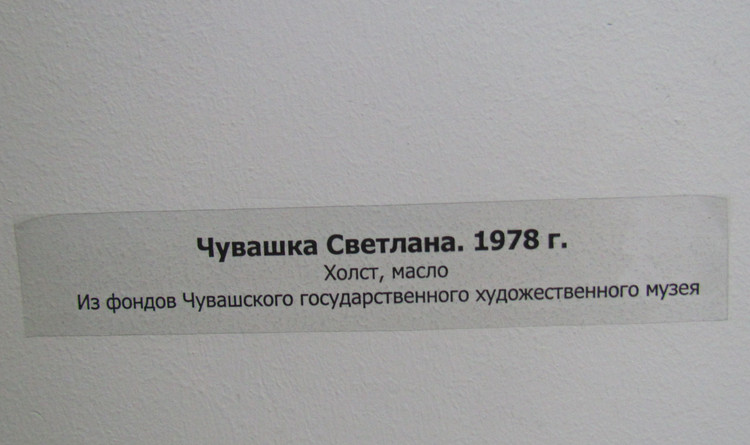 Чувашка Светлана. 1978 г.
Холст, масло
Из фондов Чувашского государственного художественного музея